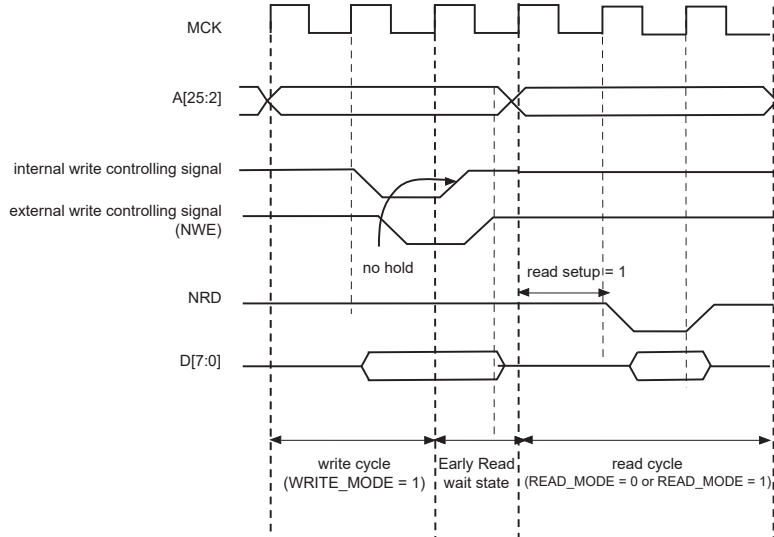 MCK
A[25:2]
internal write controlling signal
external write controlling signal
(NWE)
no hold
read setup = 1
NRD
D[7:0]
write cycle
(WRITE_MODE = 1)
Early Read
wait state
read cycle
(READ_MODE = 0 or READ_MODE = 1)